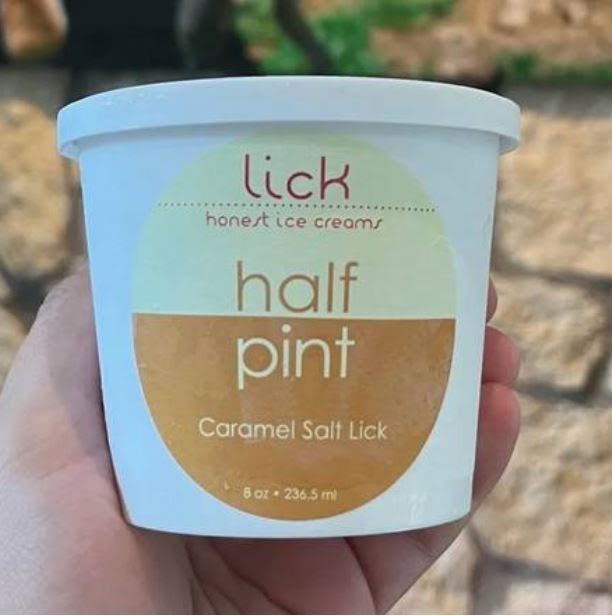 lick
honest ice creams
half
pint
Caramel Salt Lick
8 oz • 236.5 ml